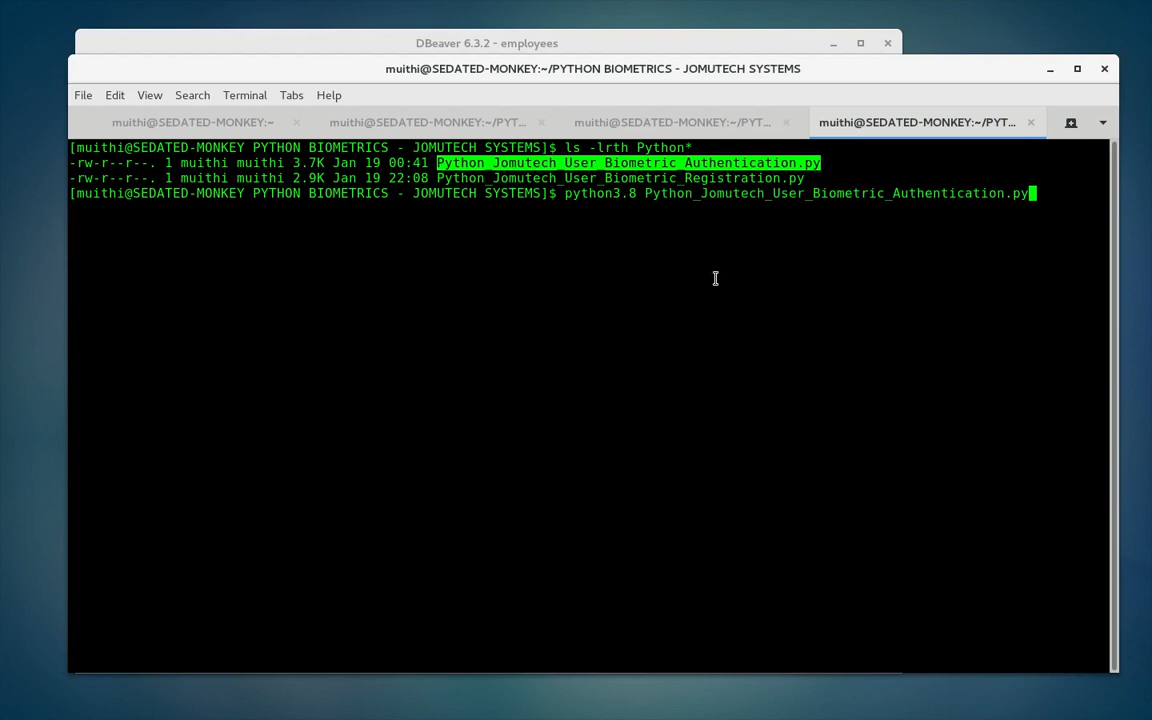 DBeaver 6.3.2 - employees
muithi@SEDATED-MONKEY:~/PYTHON BIOMETRICS - JOMUTECH SYSTEMS
File Edit View Search Terminal Tabs Help
muithi@SEDATED-MONKEY:~ muithi@SEDATED-MONKEY:~/PYT... muithi@SEDATED-MONKEY:~/PYT... muithi@SEDATED-MONKEY:~/PYT...
[muithi@SEDATED-MONKEY PYTHON BIOMETRICS - JOMUTECH SYSTEMS]$ ls -lrth Python*
-rw-r--r--. 1 muithi muithi 3.7K Jan 19 00:41 Python_Jomutech_User_Biometric_Authentication.py
-rw-r--r--. 1 muithi muithi 2.9K Jan 19 22:08 Python_Jomutech_User_Biometric_Registration.py
[muithi@SEDATED-MONKEY PYTHON BIOMETRICS - JOMUTECH SYSTEMS]$ python3.8 Python_Jomutech_User_Biometric_Authentication.py